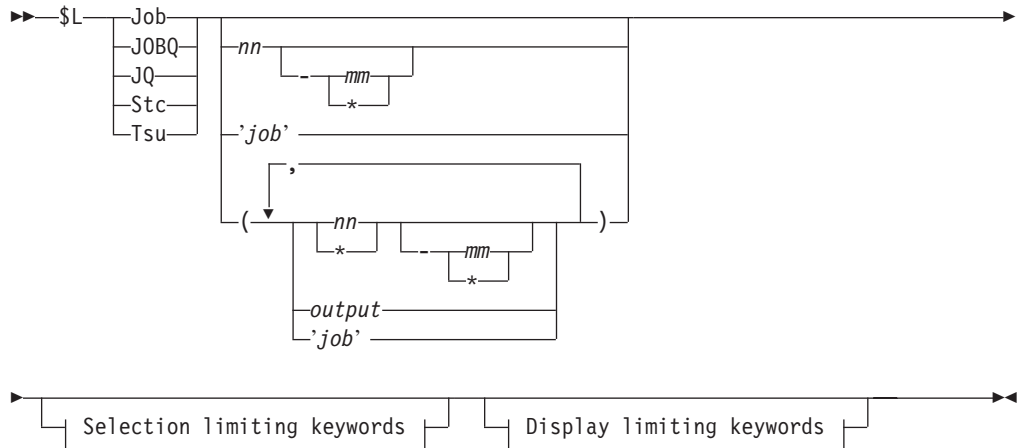 $L Job
JOBQ
JQ
Stc
Tsu
nn
- mm
*
'job'
,
( nn - mm )
* *
output
'job'
Selection limiting keywords Display limiting keywords